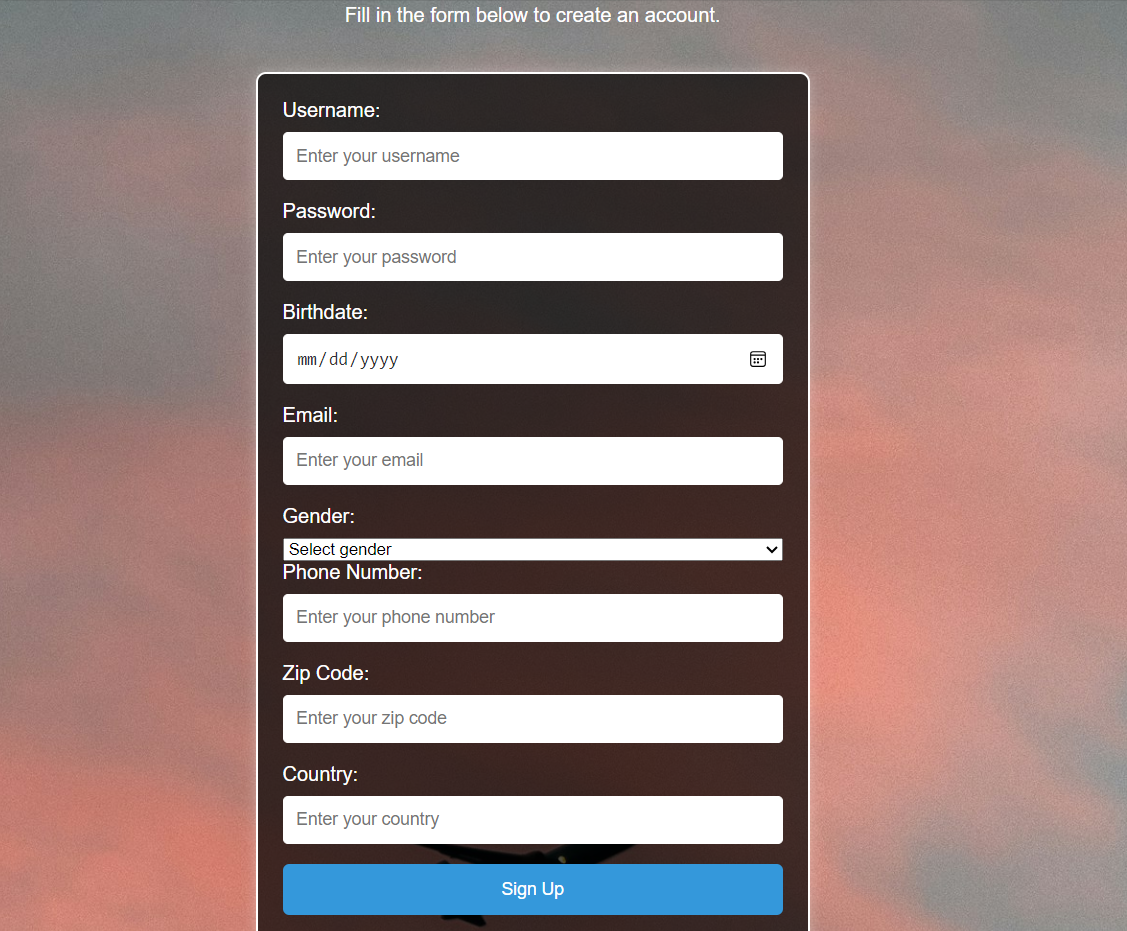 Fill in the form below to create an account.
Username:
Enter your username
Password:
Enter your password
Birthdate:
mm/dd/yyyy
Email:
Enter your email
Gender:
Select gender
Phone Number:
Enter your phone number
Zip Code:
Enter your zip code
Country:
Enter your country
Sign Up